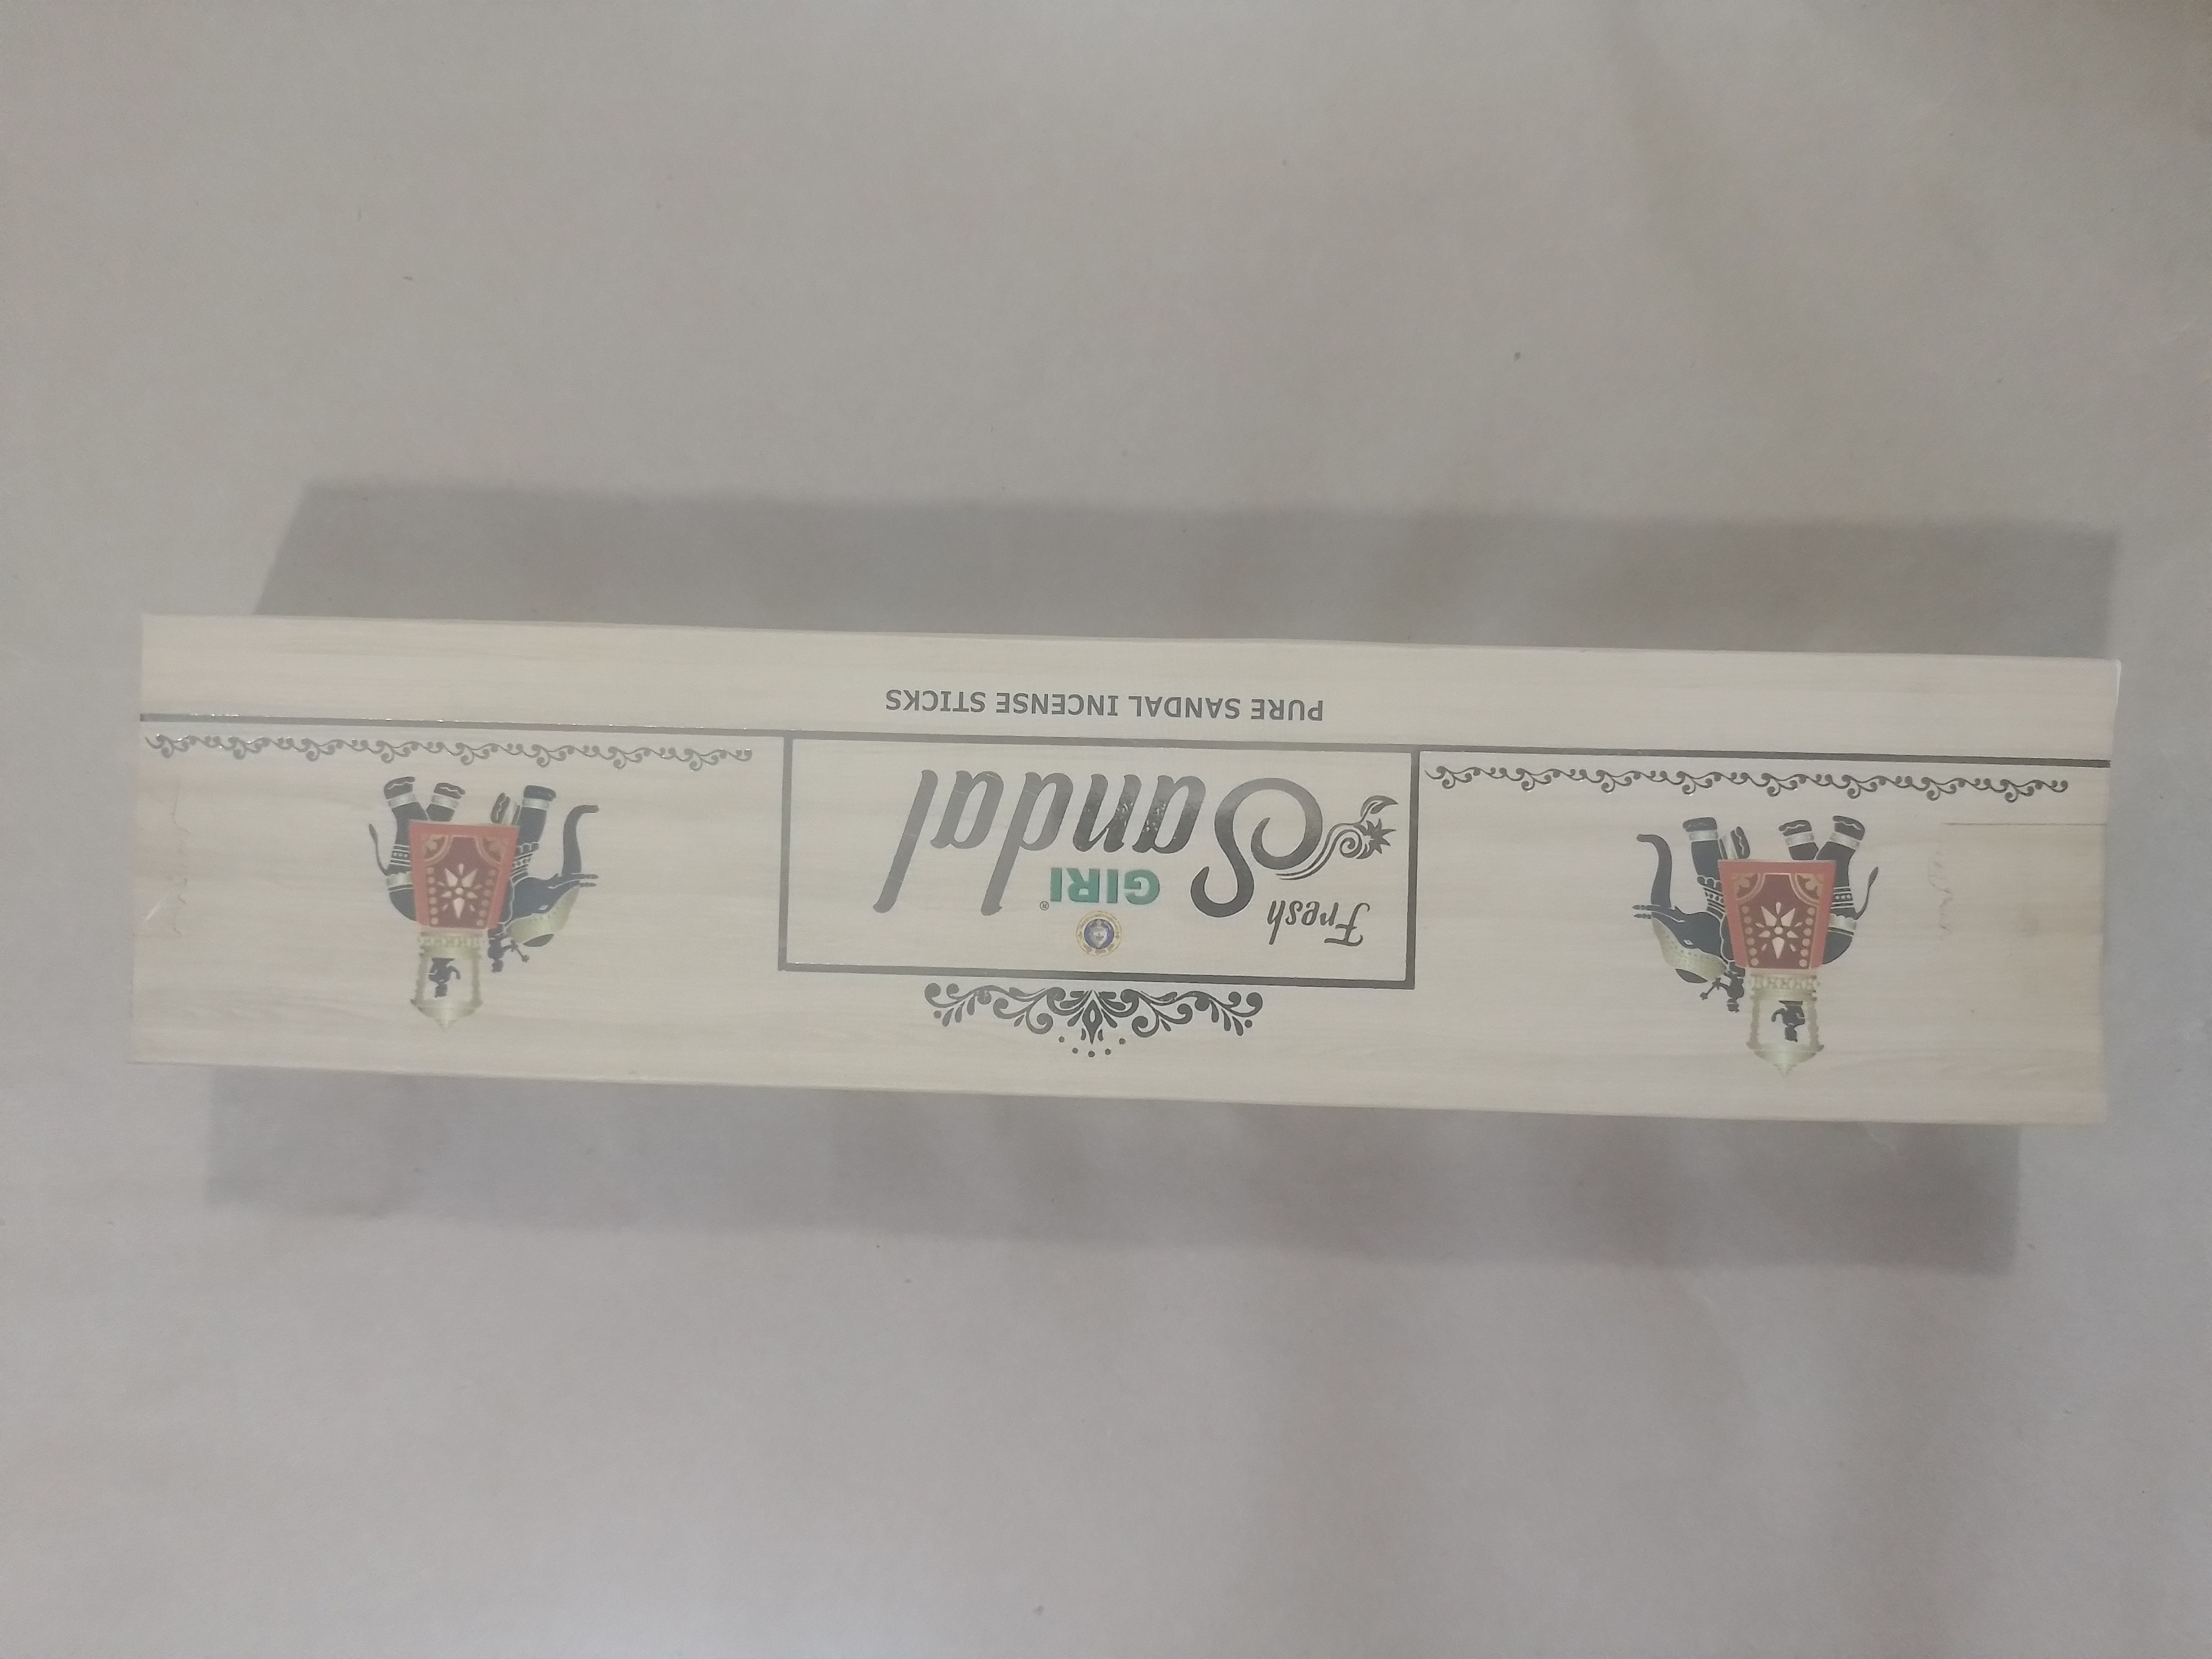 Fresh
GIRI®
Sandal
PURE SANDAL INCENSE STICKS